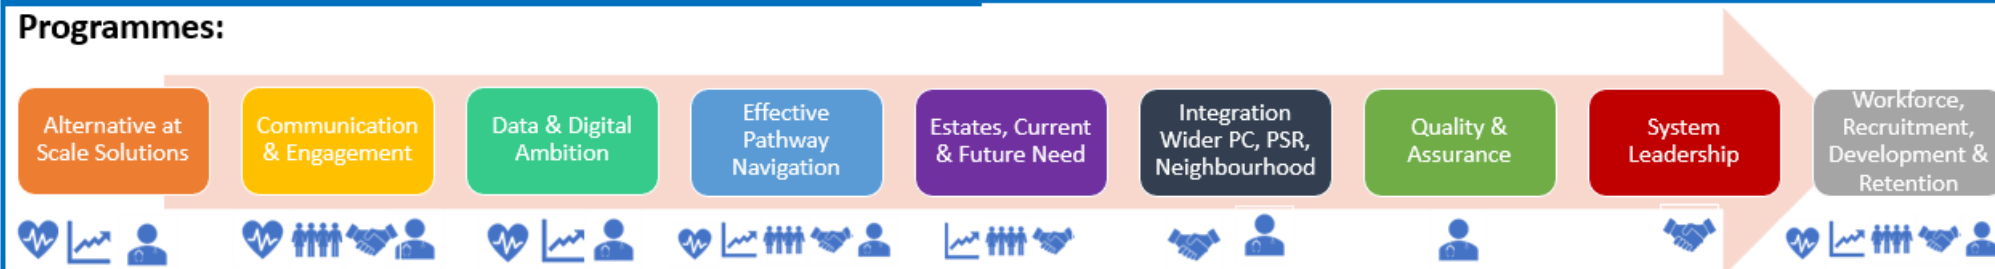 Programmes:
Alternative at
Scale Solutions
Communication
& Engagement
Data & Digital
Ambition
Effective
Pathway
Navigation
Estates, Current
& Future Need
Integration
Wider PC, PSR,
Neighbourhood
Quality &
Assurance
System
Leadership
Workforce,
Recruitment,
Development &
Retention